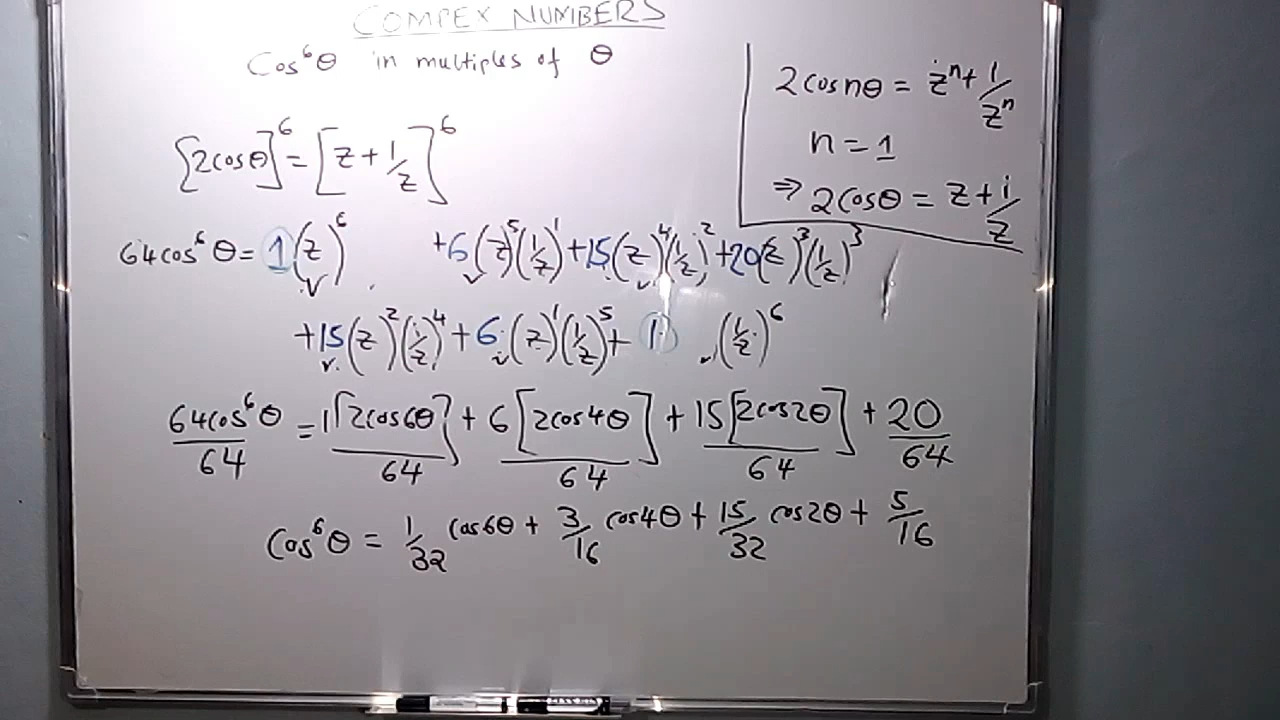 COMPEX NUMBERS
Cos⁶θ in multiples of θ
[2cosθ]⁶ = [z + 1/z]⁶
2cosnθ = zⁿ + 1/zⁿ
n = 1
⇒ 2cosθ = z + 1/z
64cos⁶θ = 1(z)⁶ + 6(z)⁵(1/z)¹ + 15(z)⁴(1/z)² + 20(z)³(1/z)³
+ 15(z)²(1/z)⁴ + 6(z)¹(1/z)⁵ + 1 (1/z)⁶
64cos⁶θ/64 = 1[2cos6θ]/64 + 6[2cos4θ]/64 + 15[2cos2θ]/64 + 20/64
Cos⁶θ = 1/32 cos6θ + 3/16 cos4θ + 15/32 cos2θ + 5/16